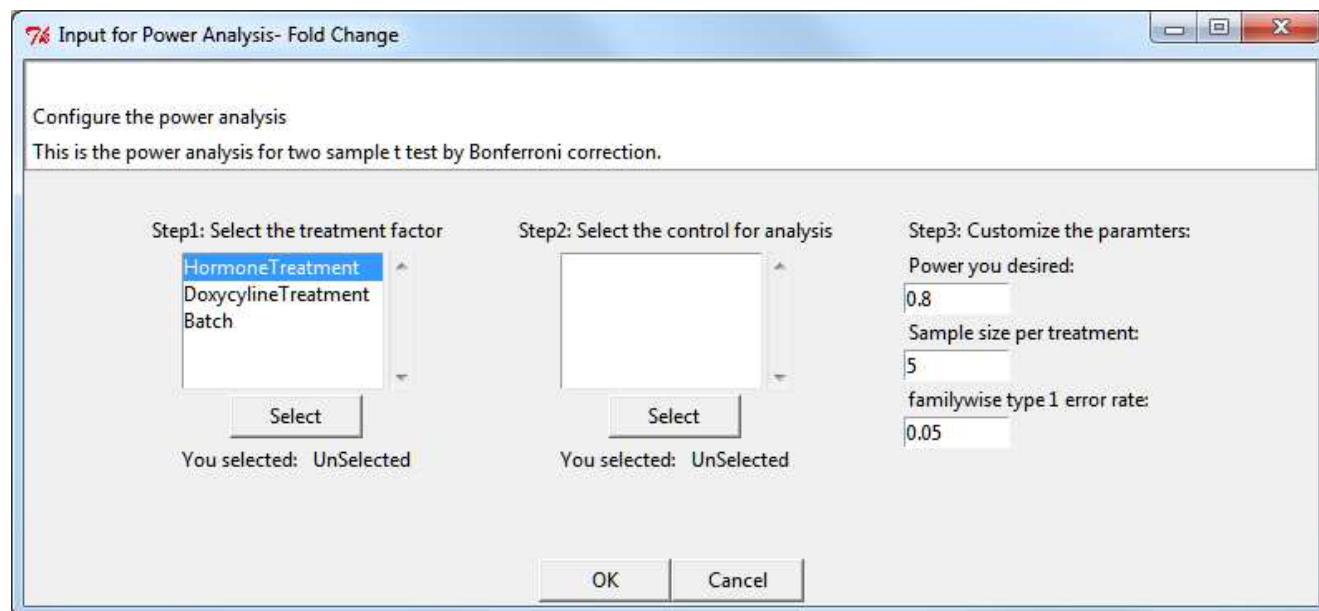 Input for Power Analysis- Fold Change
Configure the power analysis
This is the power analysis for two sample t test by Bonferroni correction.
Step1: Select the treatment factor
HormoneTreatment
DoxycylineTreatment
Batch
Select
You selected: UnSelected
Step2: Select the control for analysis
Select
You selected: UnSelected
Step3: Customize the paramters:
Power you desired:
0.8
Sample size per treatment:
5
familywise type 1 error rate:
0.05
OK
Cancel